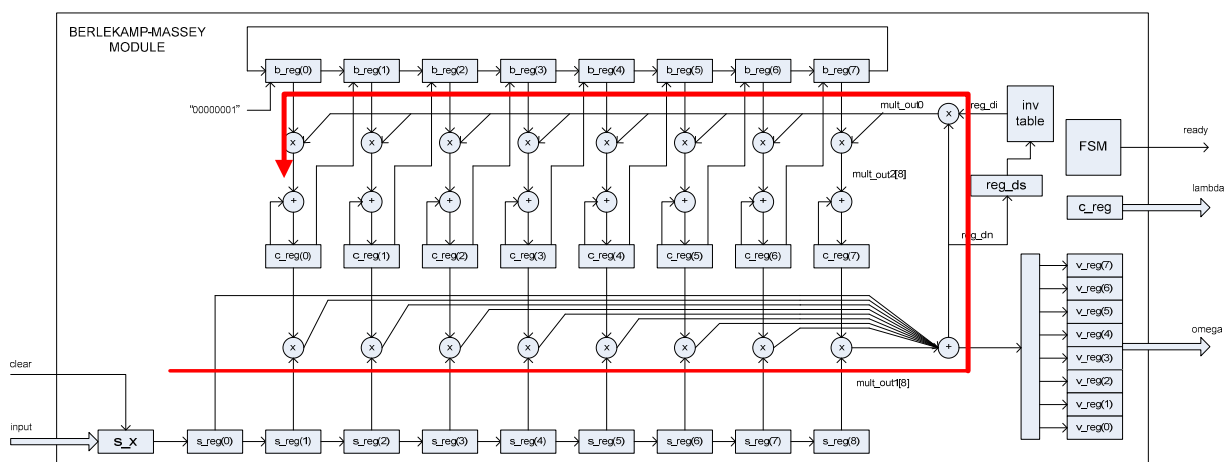 BERLEKAMP-MASSEY
MODULE
b_reg(0) b_reg(1) b_reg(2) b_reg(3) b_reg(4) b_reg(5) b_reg(6) b_reg(7)
"00000001"
mult_out0
reg_di
inv
table
x
FSM
ready
x x x x x x x x
mult_out2[8]
reg_ds
lambda
c_reg
+ + + + + + + +
reg_dn
c_reg(0) c_reg(1) c_reg(2) c_reg(3) c_reg(4) c_reg(5) c_reg(6) c_reg(7)
v_reg(7)
v_reg(6)
v_reg(5)
v_reg(4)
v_reg(3)
v_reg(2)
v_reg(1)
v_reg(0)
omega
x x x x x x x x +
mult_out1[8]
clear
input
s_x s_reg(0) s_reg(1) s_reg(2) s_reg(3) s_reg(4) s_reg(5) s_reg(6) s_reg(7) s_reg(8)